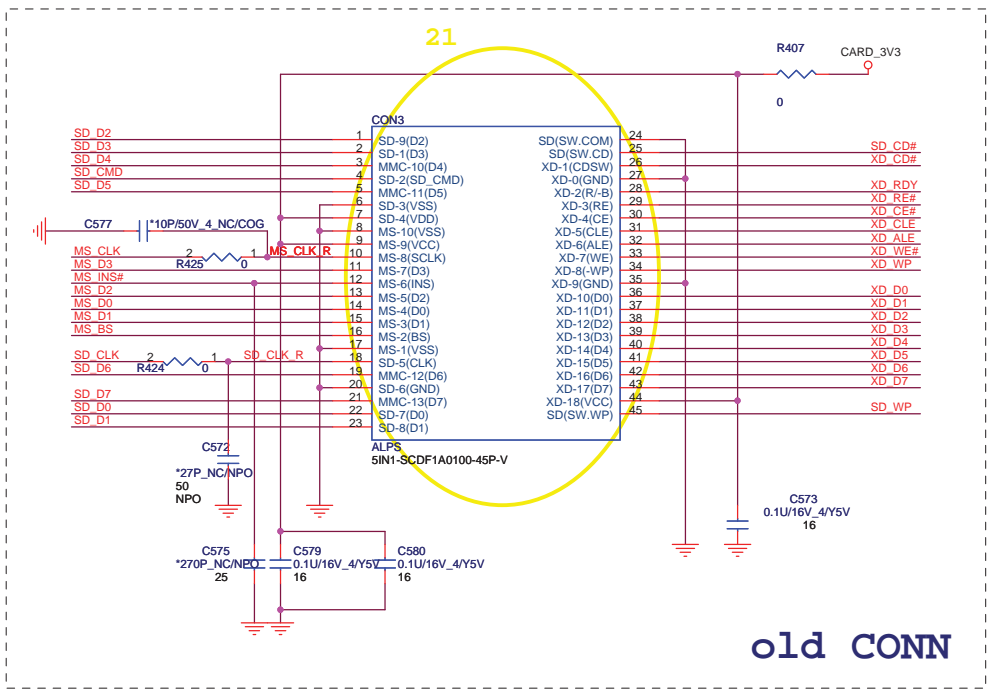 21
R407
CARD_3V3
0
CON3
SD_D2 1 SD-9(D2)
SD_D3 2 SD-1(D3)
SD_D4 3 MMC-10(D4)
SD_CMD 4 SD-2(SD_CMD)
SD_D5 5 MMC-11(D5)
6 SD-3(VSS)
7 SD-4(VDD)
8 MS-10(VSS)
9 MS-9(VCC)
C577 *10P/50V_4_NC/COG
MS_CLK 2 1 MS_CLK_R 10 MS-8(SCLK)
R425 0
MS_D3 11 MS-7(D3)
MS_INS# 12 MS-6(INS)
MS_D2 13 MS-5(D2)
MS_D0 14 MS-4(D0)
MS_D1 15 MS-3(D1)
MS_BS 16 MS-2(BS)
17 MS-1(VSS)
SD_CLK 2 1 SD_CLK_R 18 SD-5(CLK)
R424 0
SD_D6 19 MMC-12(D6)
20 SD-6(GND)
SD_D7 21 MMC-13(D7)
SD_D0 22 SD-7(D0)
SD_D1 23 SD-8(D1)
SD(SW.COM) 24
SD(SW.CD) 25 SD_CD#
XD-1(CDSW) 26 XD_CD#
XD-0(GND) 27
XD-2(R/-B) 28 XD_RDY
XD-3(RE) 29 XD_RE#
XD-4(CE) 30 XD_CE#
XD-5(CLE) 31 XD_CLE
XD-6(ALE) 32 XD_ALE
XD-7(WE) 33 XD_WE#
XD-8(-WP) 34 XD_WP
XD-9(GND) 35
XD-10(D0) 36 XD_D0
XD-11(D1) 37 XD_D1
XD-12(D2) 38 XD_D2
XD-13(D3) 39 XD_D3
XD-14(D4) 40 XD_D4
XD-15(D5) 41 XD_D5
XD-16(D6) 42 XD_D6
XD-17(D7) 43 XD_D7
XD-18(VCC) 44
SD(SW.WP) 45 SD_WP
ALPS
5IN1-SCDF1A0100-45P-V
C572
*27P_NC/NPO
50
NPO
C573
0.1U/16V_4/Y5V
16
C575
*270P_NC/NPO
25
C579
0.1U/16V_4/Y5V
16
C580
0.1U/16V_4/Y5V
16
old CONN